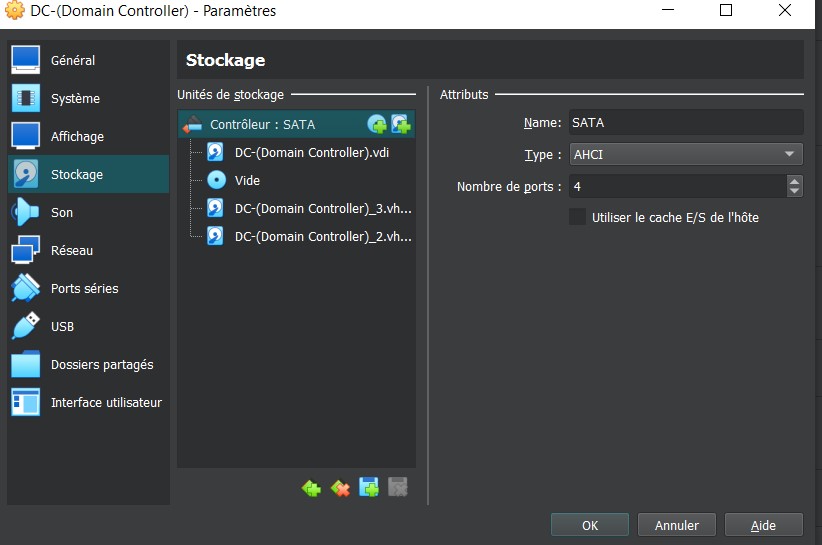 DC-(Domain Controller) - Paramètres
Général
Système
Affichage
Stockage
Son
Réseau
Ports séries
USB
Dossiers partagés
Interface utilisateur
Stockage
Unités de stockage
Contrôleur : SATA
DC-(Domain Controller).vdi
Vide
DC-(Domain Controller)_3.vh...
DC-(Domain Controller)_2.vh...
Attributs
Name: SATA
Type : AHCI
Nombre de ports : 4
Utiliser le cache E/S de l'hôte
OK Annuler Aide